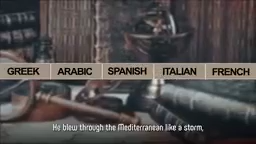 GREEK ARABIC SPANISH ITALIAN FRENCH
He blew through the Mediterranean like a storm,